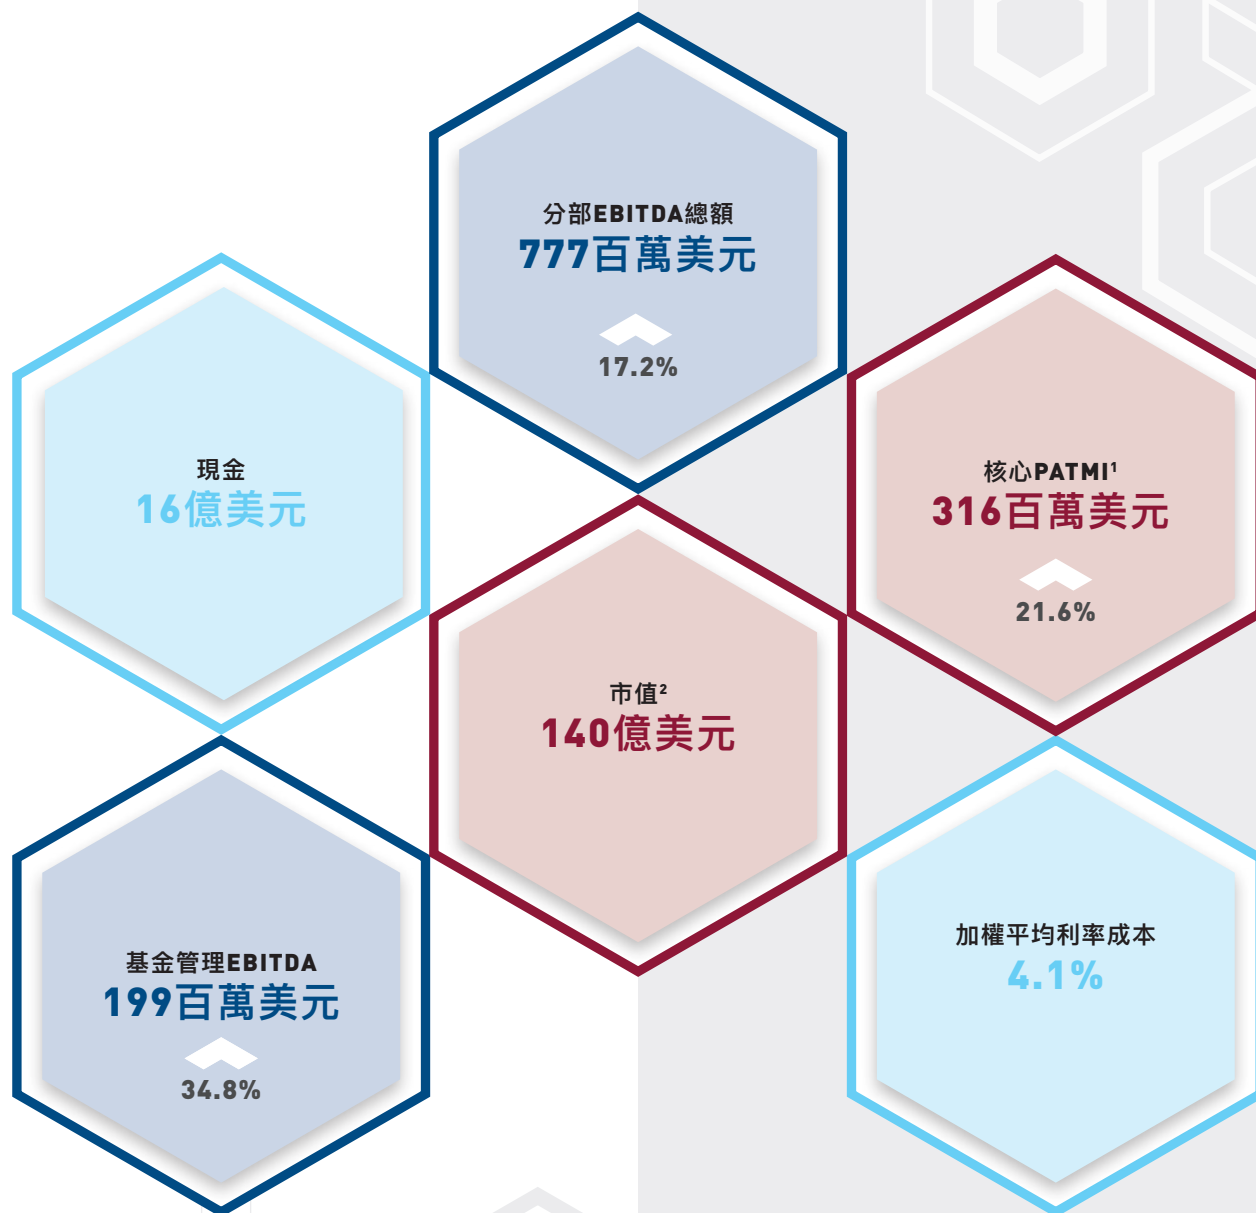 分部EBITDA總額
777百萬美元
17.2%
現金
16億美元
核心PATMI¹
316百萬美元
21.6%
市值²
140億美元
基金管理EBITDA
199百萬美元
34.8%
加權平均利率成本
4.1%